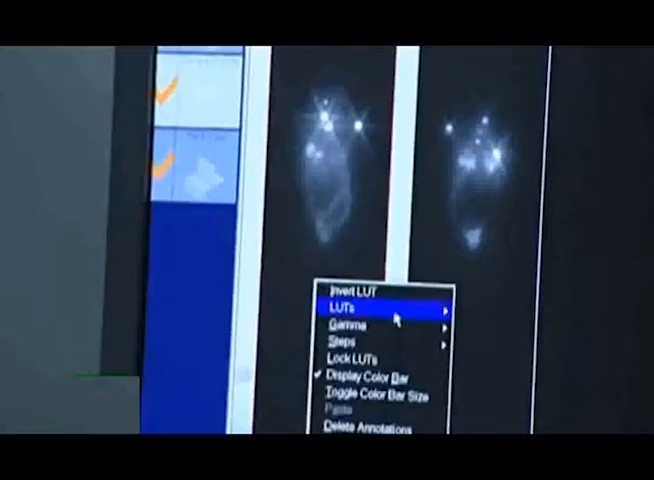 Invert LUT
LUTs
Gamma
Steps
Lock LUTs
Display Color Bar
Toggle Color Bar Size
Paste
Delete Annotations